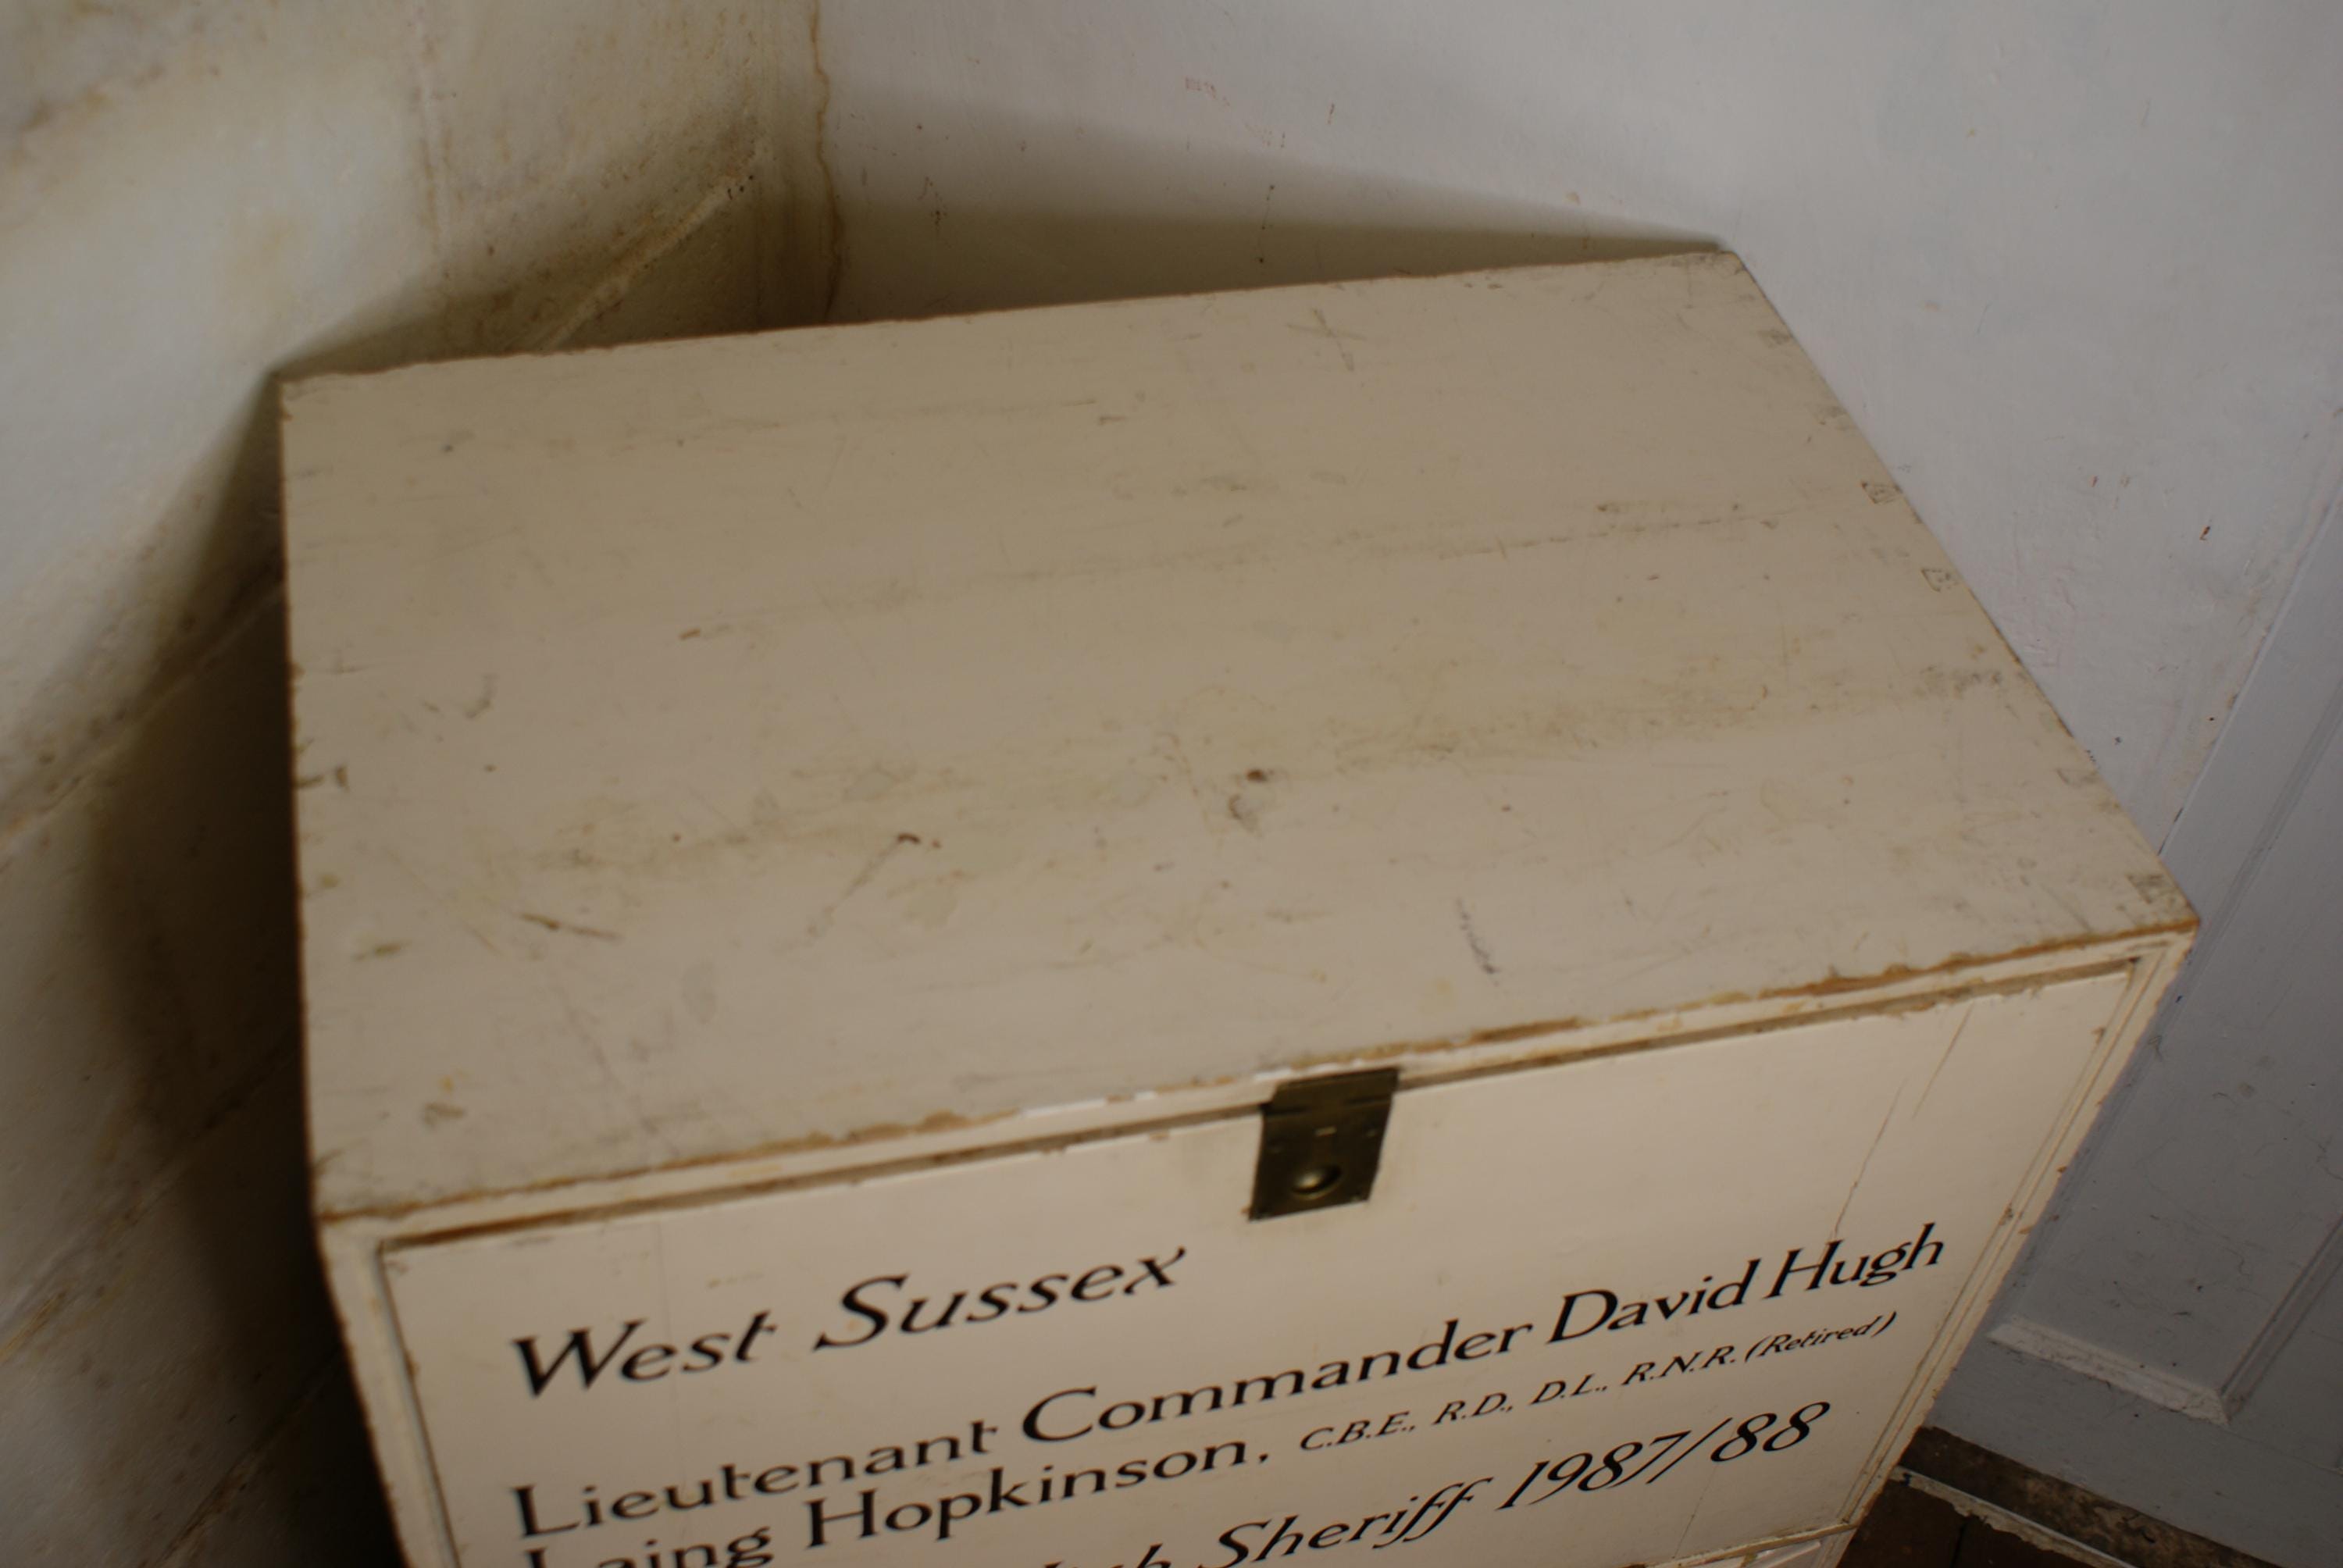 West Sussex
Lieutenant Commander David Hugh
Laing Hopkinson, C.B.E., R.D., D.L., R.N.R. (Retired)
Sheriff 1987/88